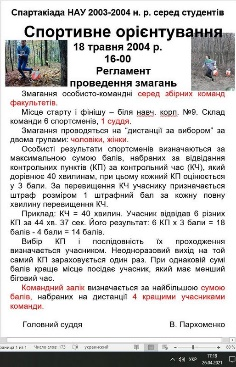 Спартакіада НАУ 2003-2004 н. р. серед студентів
Спортивне орієнтування
18 травня 2004 р.
16-00
Регламент
проведення змагань
Змагання особисто-командні серед збірних команд
факультетів.
Місце старту і фінішу – біля навч. корп. №9. Склад
команди 6 спортсменів, 1 суддя.
Змагання проводяться на "дистанції за вибором" за
двома групами: чоловіки, жінки.
Особисті результати спортсменів визначаються за
максимальною сумою балів, набраних за відвідання
контрольних пунктів (КП) за контрольний час (КЧ), який
дорівнює 40 хвилинам, при цьому кожний КП оцінюється
у 3 бали. За перевищення КЧ учаснику призначається
штраф розміром 1 штрафний бал за кожну повну
хвилину перевищення КЧ.
Приклад: КЧ = 40 хвилин. Учасник відвідав 6 різних
КП за 44 хв. 37 сек. Його результат: 6 КП х 3 бали = 18
балів - 4 бали = 14 балів.
Вибір КП і послідовність їх проходження
визначається учасником. Неодноразовий вихід на той
самий КП зараховується один раз. При однаковій сумі
балів краще місце посідає учасник, який має менший
біговий час.
Командний залік визначається за найбільшою сумою
балів, набраних на дистанції 4 кращими учасниками
команди.
Головний суддя В. Пархоменко
український
УКР